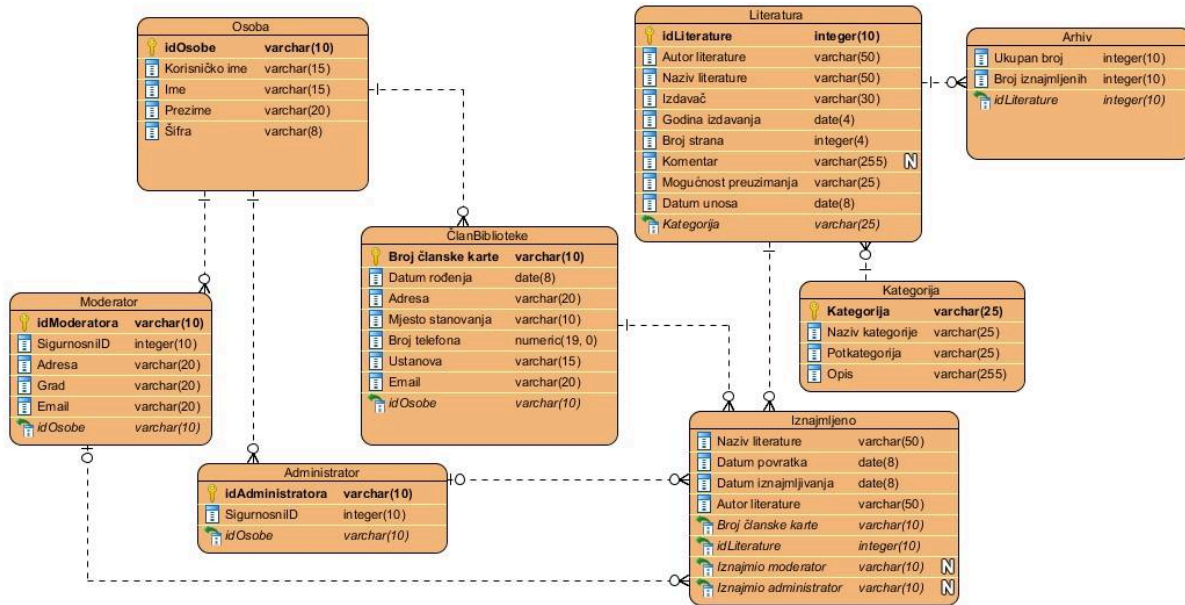 Osoba
idOsobe varchar(10)
Korisničko ime varchar(15)
Ime varchar(15)
Prezime varchar(20)
Šifra varchar(8)
Literatura
idLiterature integer(10)
Autor literature varchar(50)
Naziv literature varchar(50)
Izdavač varchar(30)
Godina izdavanja date(4)
Broj strana integer(4)
Komentar varchar(255) N
Mogućnost preuzimanja varchar(25)
Datum unosa date(8)
Kategorija varchar(25)
Arhiv
Ukupan broj integer(10)
Broj iznajmljenih integer(10)
idLiterature integer(10)
ČlanBiblioteke
Broj članske karte varchar(10)
Datum rođenja date(8)
Adresa varchar(20)
Mjesto stanovanja varchar(10)
Broj telefona numeric(19, 0)
Ustanova varchar(15)
Email varchar(20)
idOsobe varchar(10)
Kategorija
Kategorija varchar(25)
Naziv kategorije varchar(25)
Potkategorija varchar(25)
Opis varchar(255)
Moderator
idModeratora varchar(10)
SigurnosniID integer(10)
Adresa varchar(20)
Grad varchar(20)
Email varchar(20)
idOsobe varchar(10)
Administrator
idAdministratora varchar(10)
SigurnosniID integer(10)
idOsobe varchar(10)
Iznajmljeno
Naziv literature varchar(50)
Datum povratka date(8)
Datum iznajmljivanja date(8)
Autor literature varchar(50)
Broj članske karte varchar(10)
idLiterature integer(10)
Iznajmio moderator varchar(10) N
Iznajmio administrator varchar(10) N